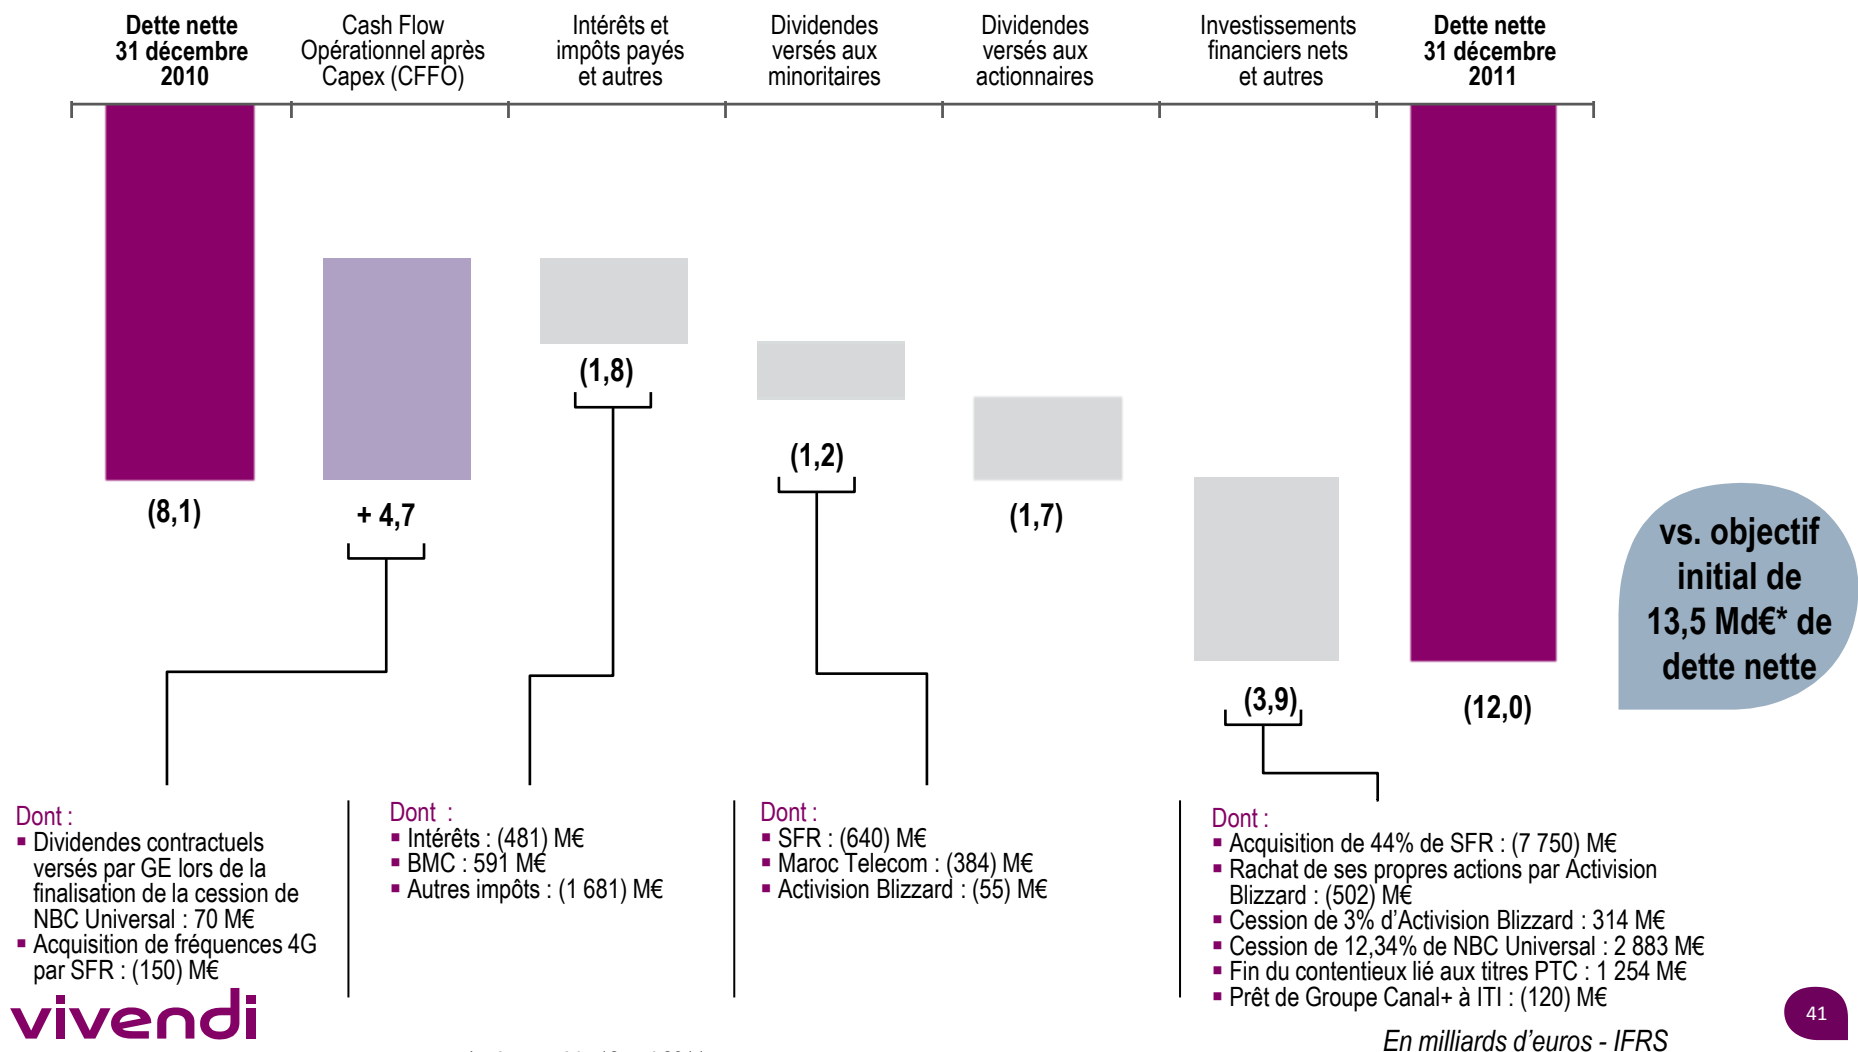 Dette nette
31 décembre
2010
Cash Flow
Opérationnel après
Capex (CFFO)
Intérêts et
impôts payés
et autres
Dividendes
versés aux
minoritaires
Dividendes
versés aux
actionnaires
Investissements
financiers nets
et autres
Dette nette
31 décembre
2011
(8,1)
+ 4,7
(1,8)
(1,2)
(1,7)
(3,9)
(12,0)
vs. objectif
initial de
13,5 Md€* de
dette nette
Dont :
▪ Dividendes contractuels
versés par GE lors de la
finalisation de la cession de
NBC Universal : 70 M€
▪ Acquisition de fréquences 4G
par SFR : (150) M€
Dont :
▪ Intérêts : (481) M€
▪ BMC : 591 M€
▪ Autres impôts : (1 681) M€
Dont :
▪ SFR : (640) M€
▪ Maroc Telecom : (384) M€
▪ Activision Blizzard : (55) M€
Dont :
▪ Acquisition de 44% de SFR : (7 750) M€
▪ Rachat de ses propres actions par Activision
Blizzard : (502) M€
▪ Cession de 3% d'Activision Blizzard : 314 M€
▪ Cession de 12,34% de NBC Universal : 2 883 M€
▪ Fin du contentieux lié aux titres PTC : 1 254 M€
▪ Prêt de Groupe Canal+ à ITI : (120) M€
vivendi
41
En milliards d'euros - IFRS